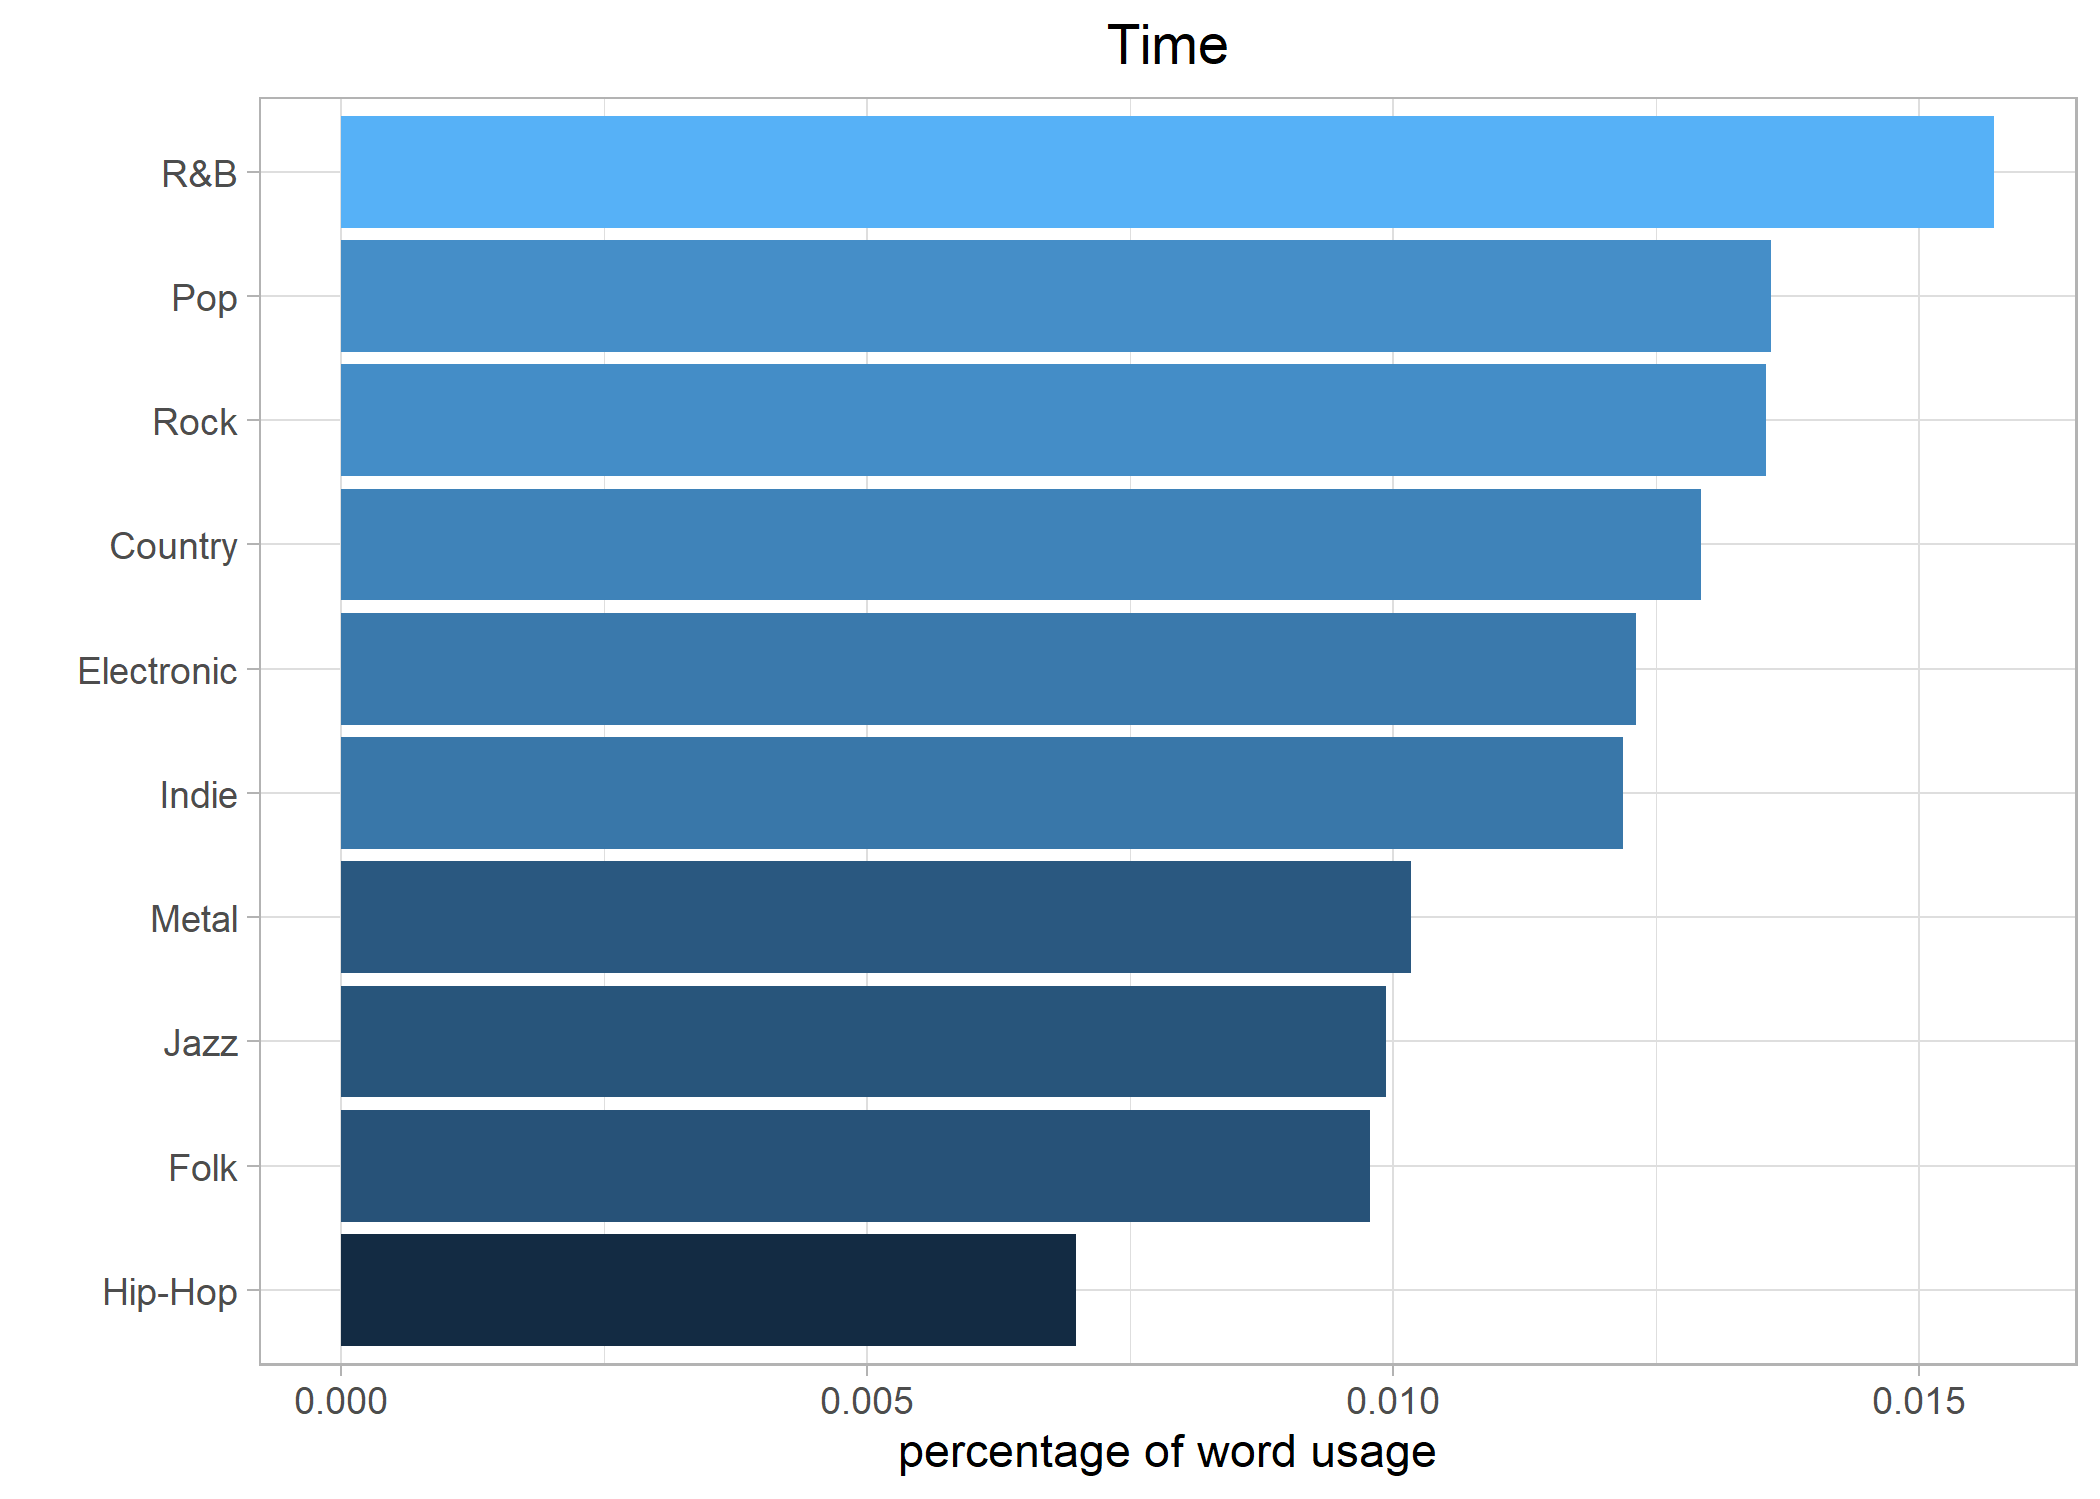 Time
R&B
Pop
Rock
Country
Electronic
Indie
Metal
Jazz
Folk
Hip-Hop
0.000 0.005 0.010 0.015
percentage of word usage